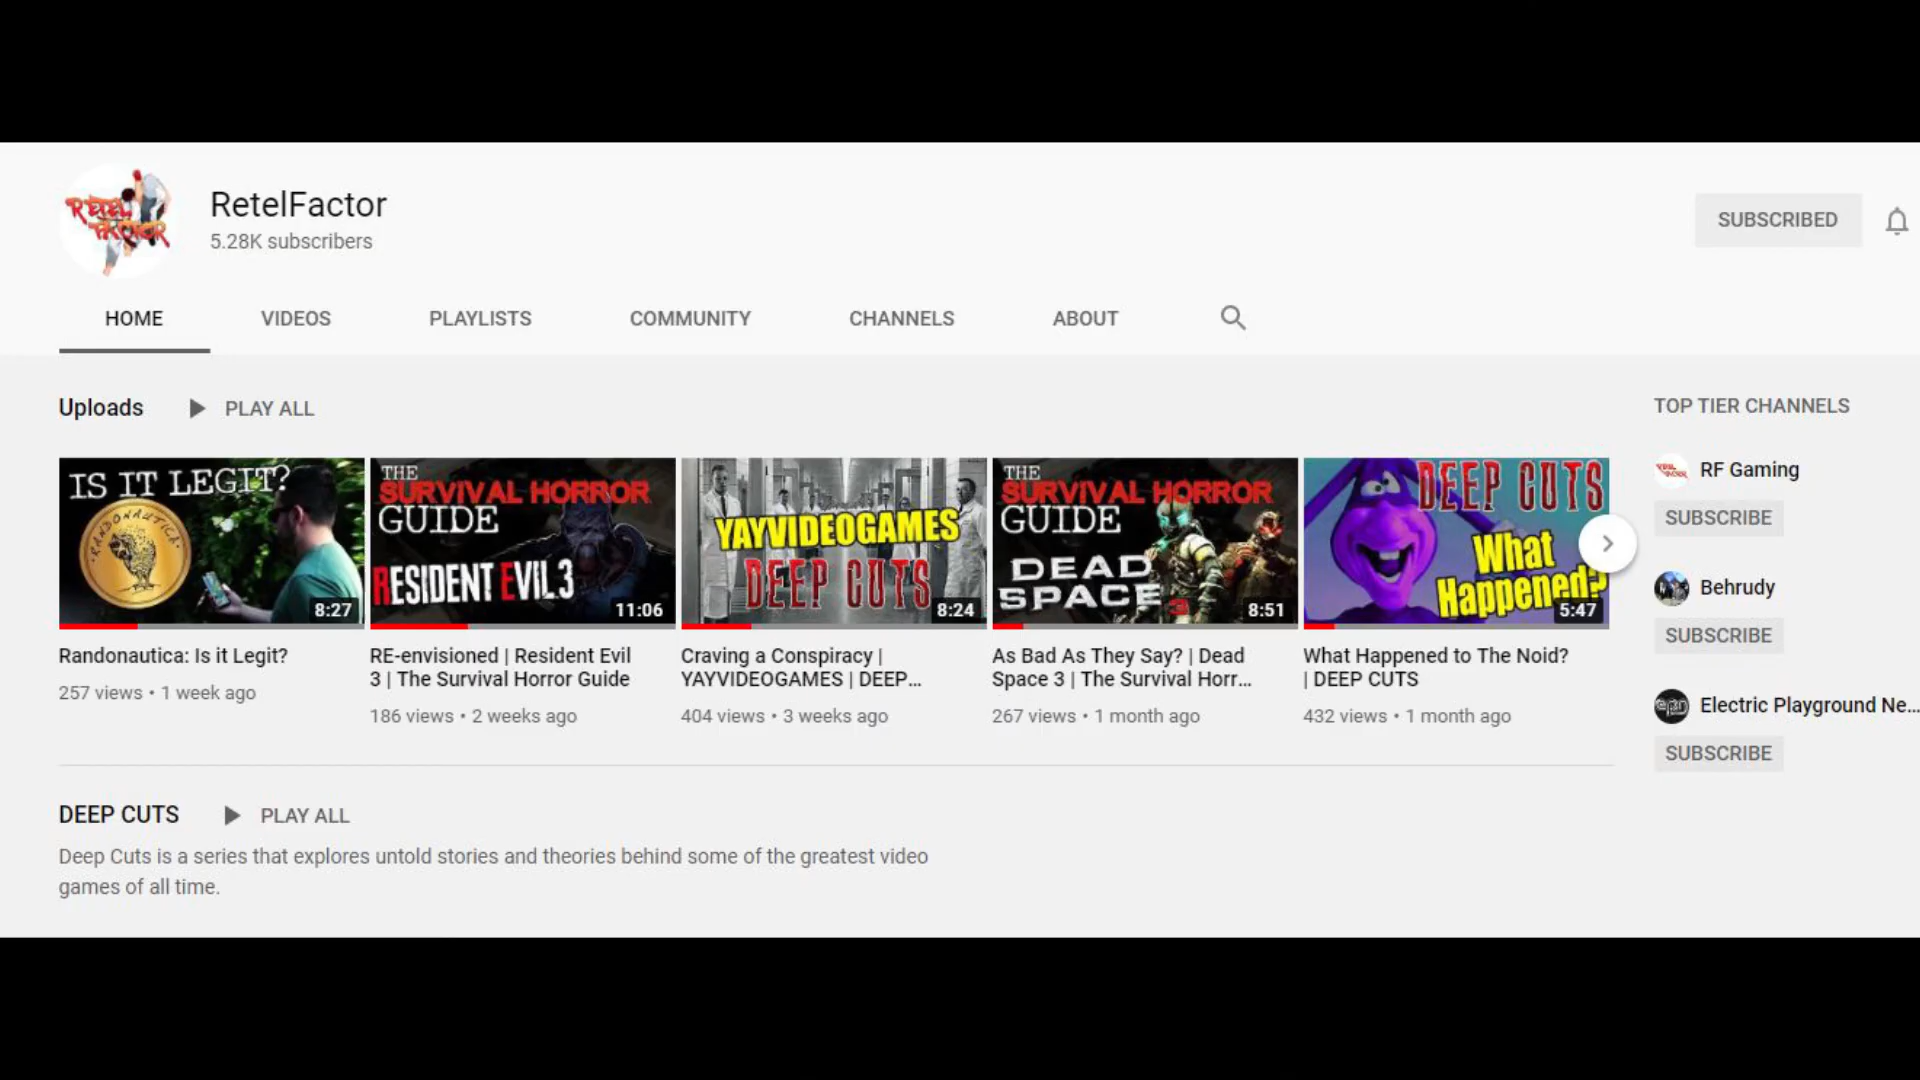 RETEL
FACTOR
RetelFactor
5.28K subscribers
SUBSCRIBED
HOME
VIDEOS
PLAYLISTS
COMMUNITY
CHANNELS
ABOUT
Uploads
PLAY ALL
TOP TIER CHANNELS
IS IT LEGIT?
RANDONAUTICA
8:27
THE
SURVIVAL HORROR
GUIDE
RESIDENT EVIL 3
11:06
YAYVIDEOGAMES
DEEP CUTS
8:24
THE
SURVIVAL HORROR
GUIDE
DEAD
SPACE 3
8:51
DEEP CUTS
What
Happened?
5:47
Randonautica: Is it Legit?
257 views • 1 week ago
RE-envisioned | Resident Evil
3 | The Survival Horror Guide
186 views • 2 weeks ago
Craving a Conspiracy |
YAYVIDEOGAMES | DEEP...
404 views • 3 weeks ago
As Bad As They Say? | Dead
Space 3 | The Survival Horr...
267 views • 1 month ago
What Happened to The Noid?
| DEEP CUTS
432 views • 1 month ago
RF Gaming
SUBSCRIBE
Behrudy
SUBSCRIBE
Electric Playground Ne...
SUBSCRIBE
DEEP CUTS
PLAY ALL
Deep Cuts is a series that explores untold stories and theories behind some of the greatest video
games of all time.